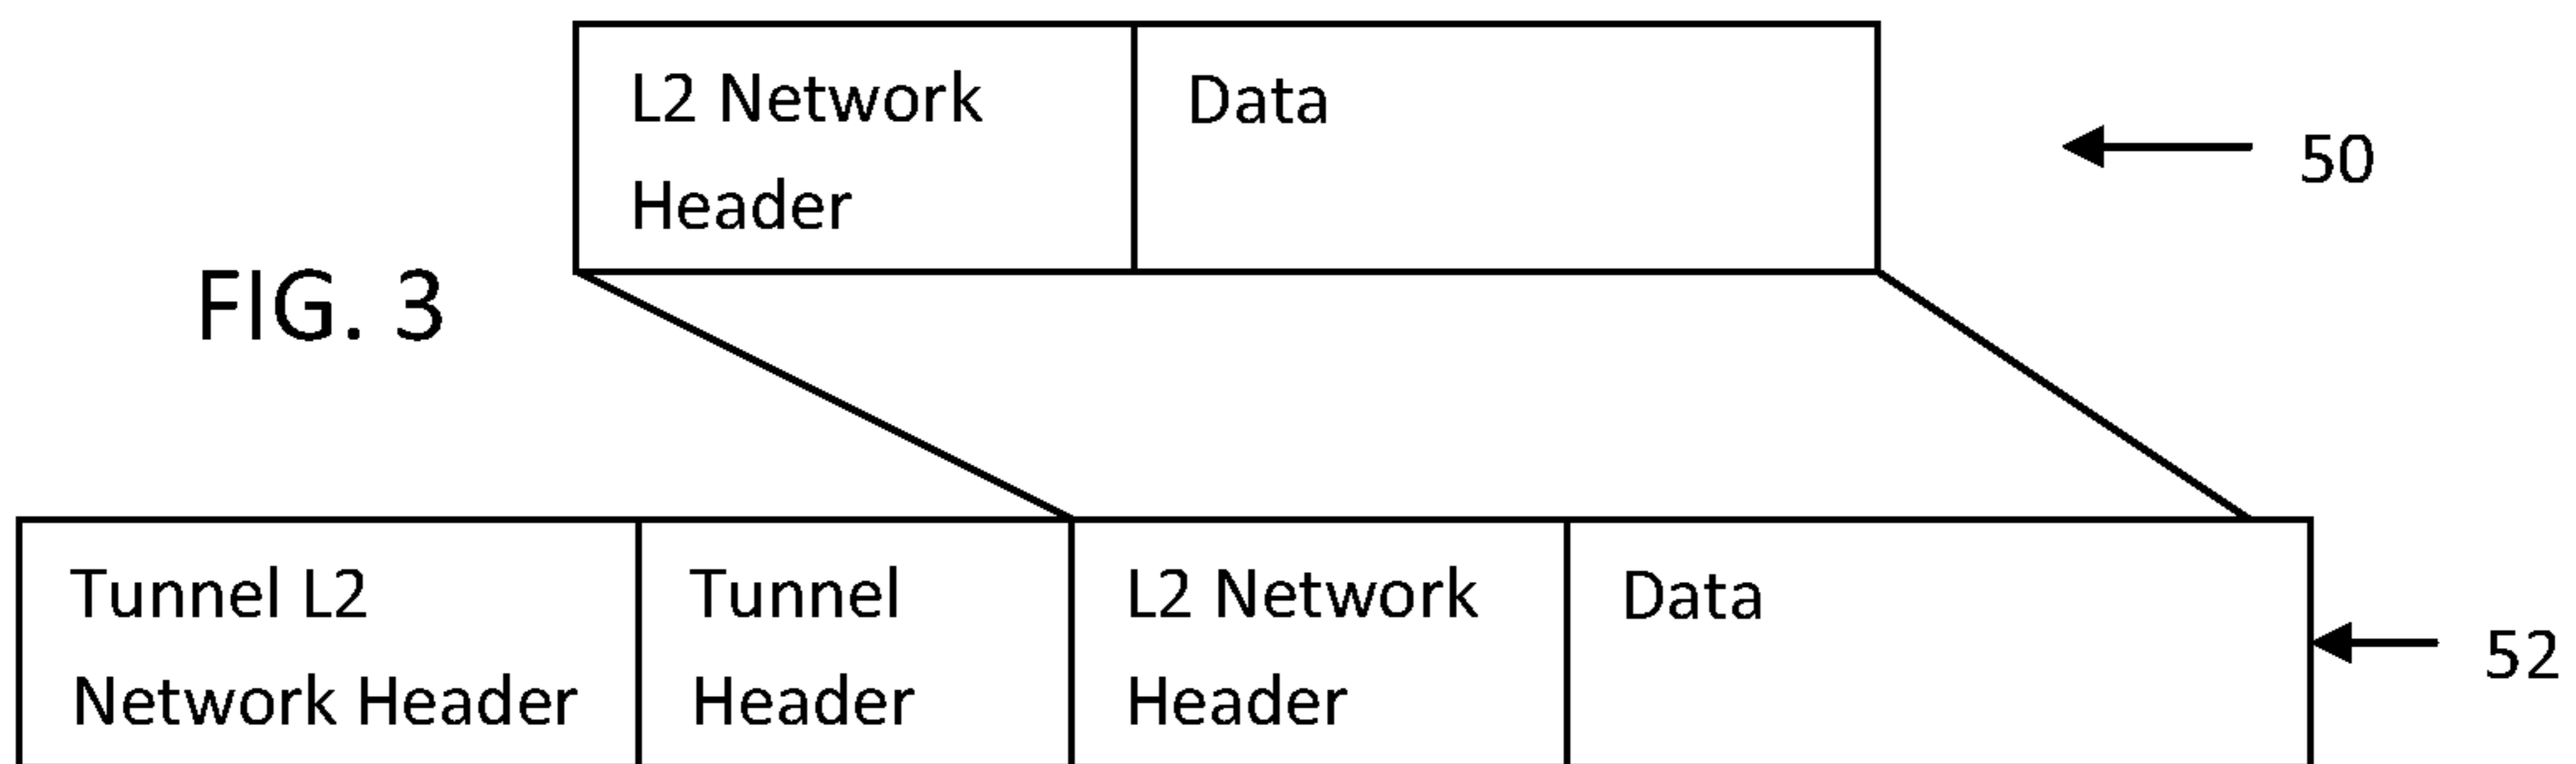 L2 Network Data
Header
50
FIG. 3
Tunnel L2 Tunnel L2 Network Data
Network Header Header Header
52